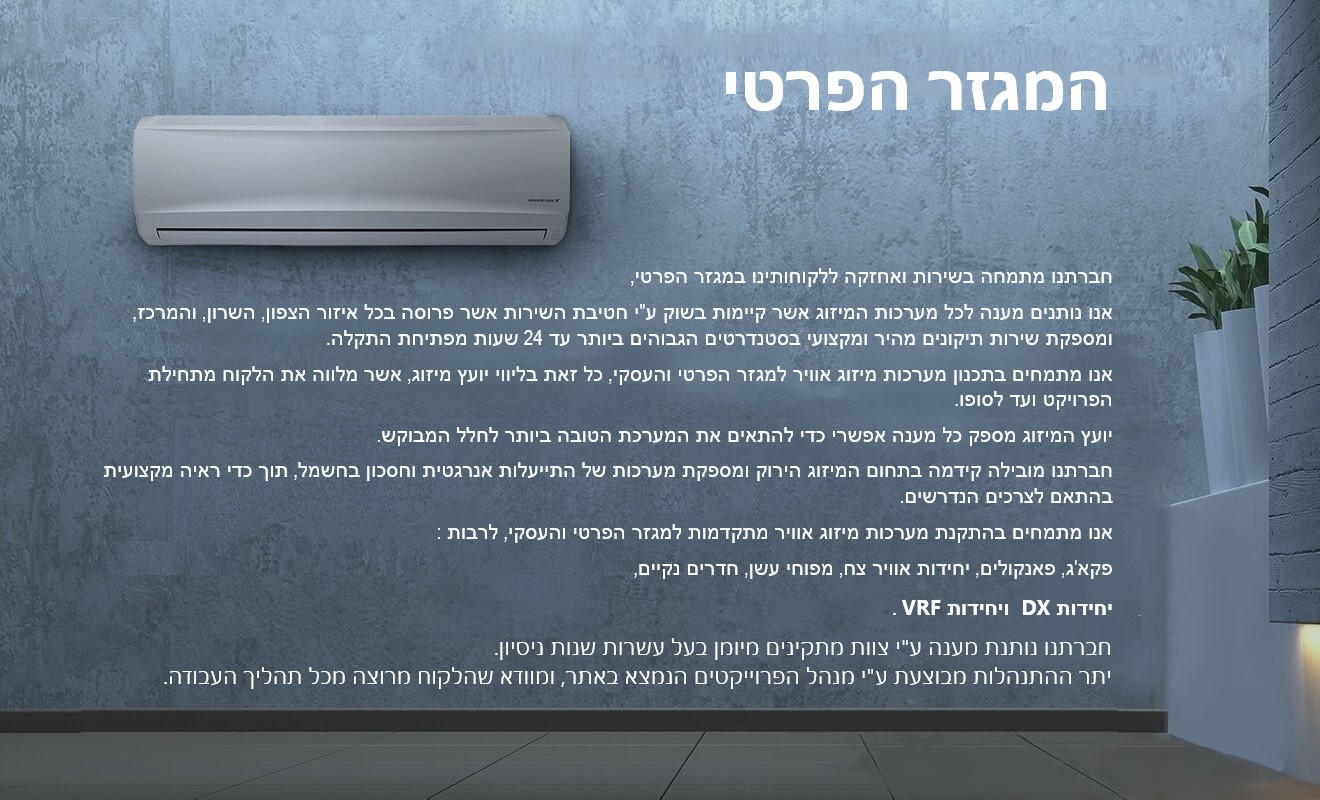 המגזר הפרטי
INVERTER V
חברתנו מתמחה בשירות ואחזקה ללקוחותינו במגזר הפרטי,
אנו נותנים מענה לכל מערכות המיזוג אשר קיימות בשוק ע"י חטיבת השירות אשר פרוסה בכל איזור הצפון, השרון, והמרכז,
ומספקת שירות תיקונים מהיר ומקצועי בסטנדרטים הגבוהים ביותר עד 24 שעות מפתיחת התקלה.
אנו מתמחים בתכנון מערכות מיזוג אוויר למגזר הפרטי והעסקי, כל זאת בליווי יועץ מיזוג, אשר מלווה את הלקוח מתחילת
הפרויקט ועד לסופו.
יועץ המיזוג מספק כל מענה אפשרי כדי להתאים את המערכת הטובה ביותר לחלל המבוקש.
חברתנו מובילה קידמה בתחום המיזוג הירוק ומספקת מערכות של התייעלות אנרגטית וחסכון בחשמל, תוך כדי ראיה מקצועית
בהתאם לצרכים הנדרשים.
אנו מתמחים בהתקנת מערכות מיזוג אוויר מתקדמות למגזר הפרטי והעסקי, לרבות :
פקא'ג, פאנקולים, יחידות אוויר צח, מפוחי עשן, חדרים נקיים,
יחידות DX ויחידות VRF .
חברתנו נותנת מענה ע"י צוות מתקינים מיומן בעל עשרות שנות ניסיון.
יתר ההתנהלות מבוצעת ע"י מנהל הפרוייקטים הנמצא באתר, ומוודא שהלקוח מרוצה מכל תהליך העבודה.